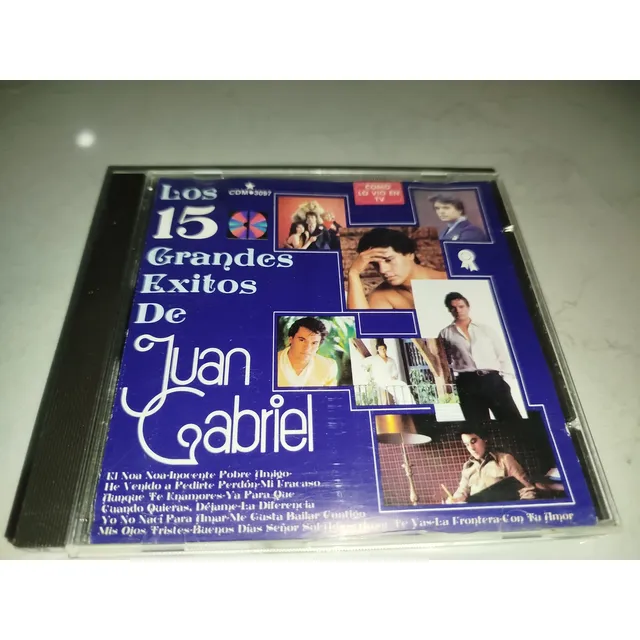 Los
15
Grandes
Exitos
De
Juan
Gabriel
CDM★3057
COMO
LO VIO EN
TV
El Noa Noa-Inocente Pobre Amigo-
He Venido a Pedirte Perdón-Mi Fracaso
Aunque Te Enamores-Ya Para Que
Cuando Quieras, Déjame-La Diferencia
Yo No Nací Para Amar-Me Gusta Bailar Contigo
Mis Ojos Tristes-Buenos Días Señor Sol Te Vas-La Frontera-Con Tu Amor